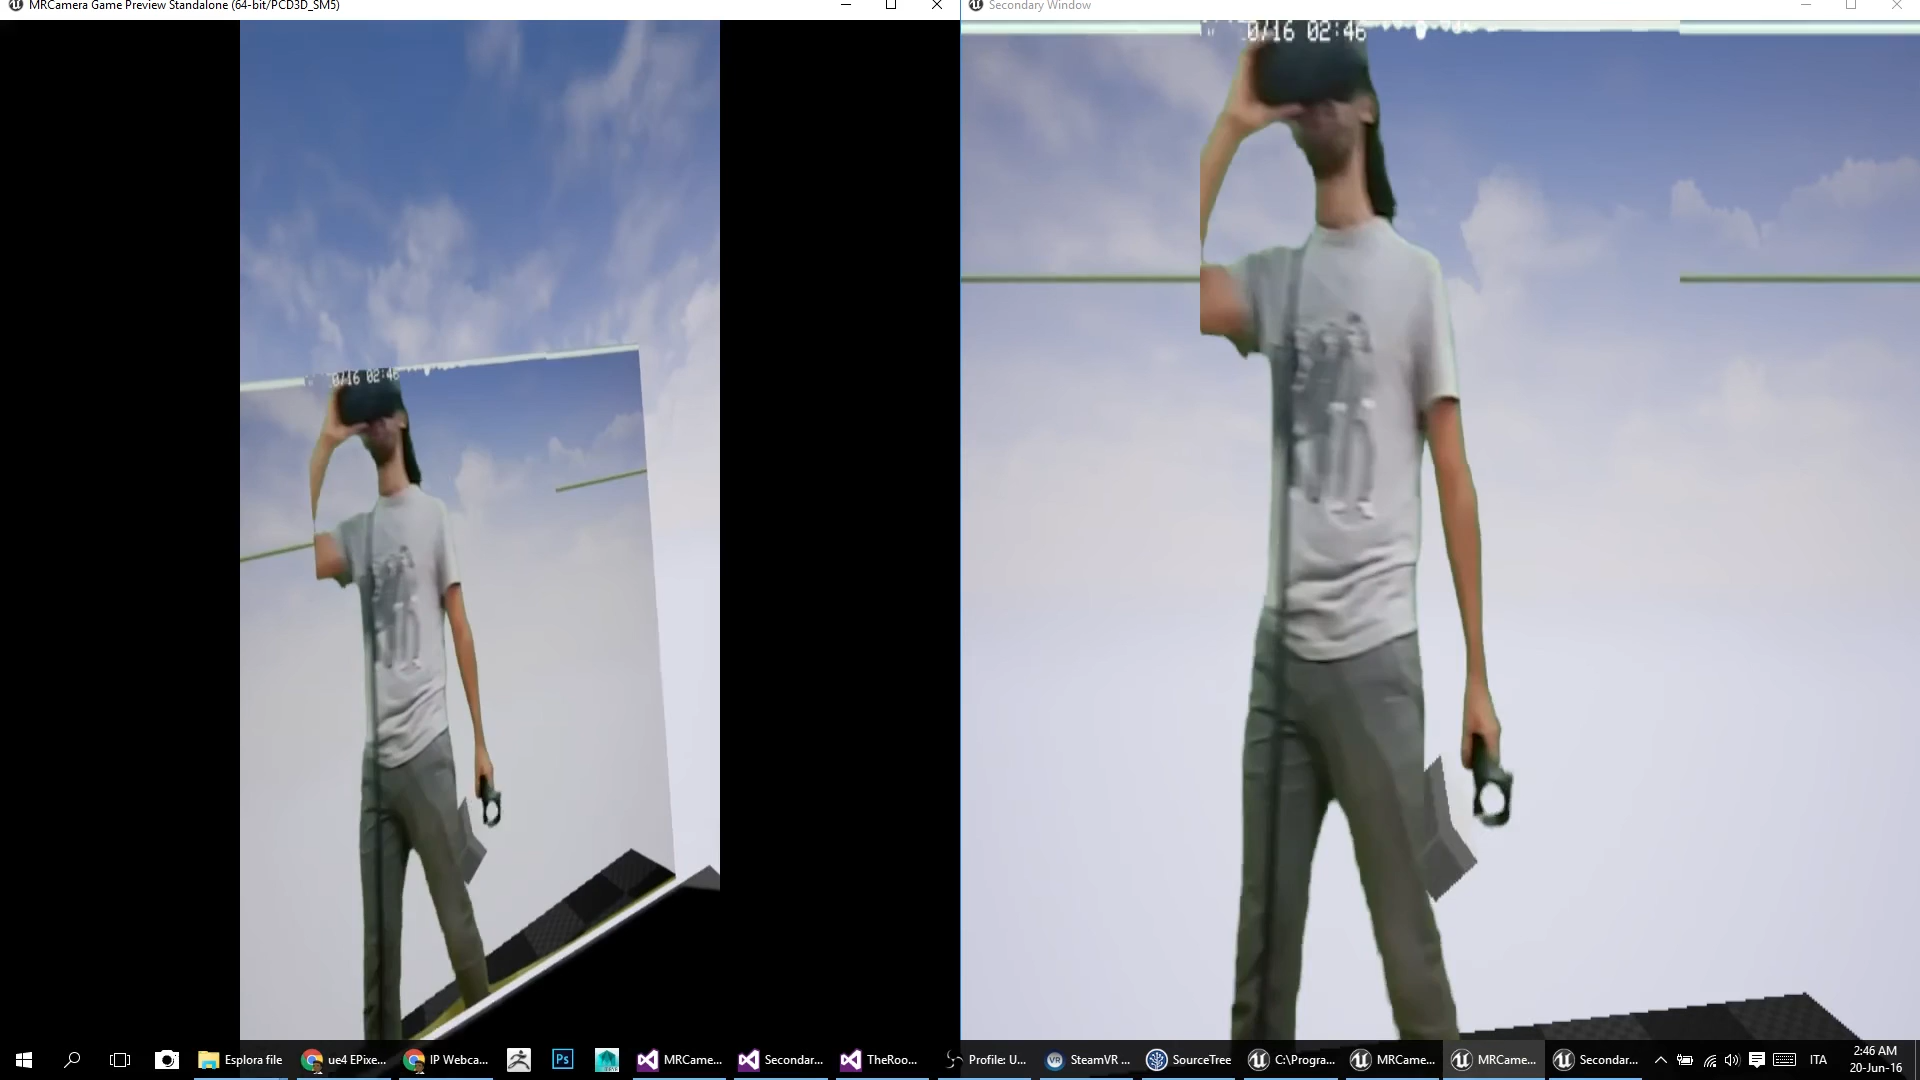 MRCamera Game Preview Standalone (64-bit/PCD3D_SM5)
Secondary Window
0/16 02:46
0/16 02:46
Esplora file
ue4 EPixe...
IP Webca...
Ps
MRCame...
Secondar...
TheRoo...
Profile: U...
VR
SteamVR ...
SourceTree
C:\Progra...
MRCame...
MRCame...
Secondar...
ITA
2:46 AM
20-Jun-16